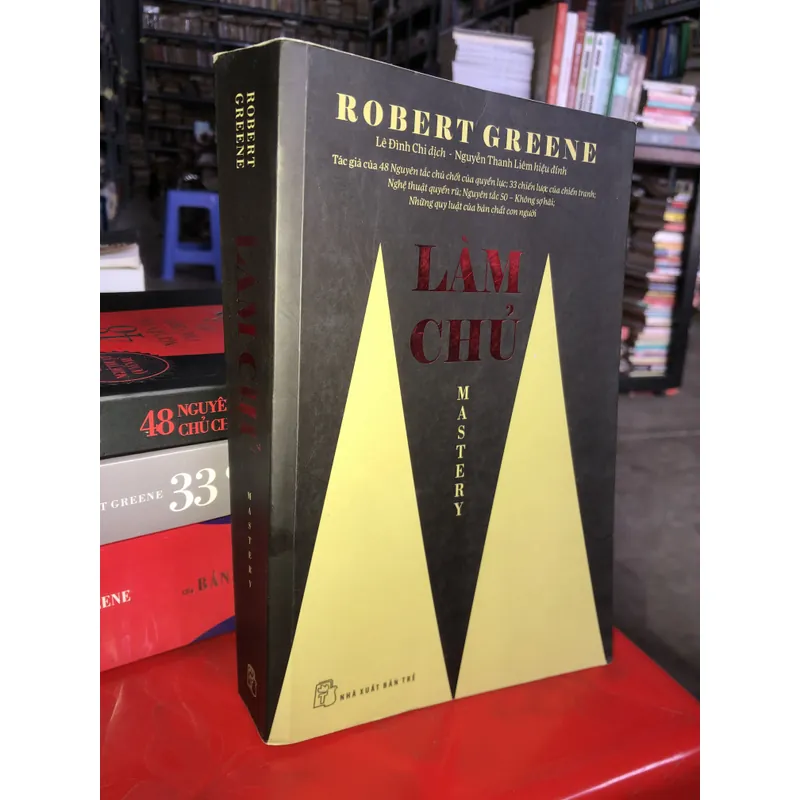 ROBERT GREENE
Lê Đình Chi dịch - Nguyễn Thanh Liêm hiệu đính
Tác giả của 48 Nguyên tắc chủ chốt của quyền lực; 33 chiến lược của chiến tranh;
Nghệ thuật quyến rũ; Nguyên tắc 50 – Không sợ hãi;
Những quy luật của bản chất con người
LÀM
CHỦ
MASTERY
NHÀ XUẤT BẢN TRẺ
ROBERT
GREENE
LÀM CHỦ
MASTERY
48 NGUYÊ
CHỦ CH
T GREENE 33
EENE
của BẢN